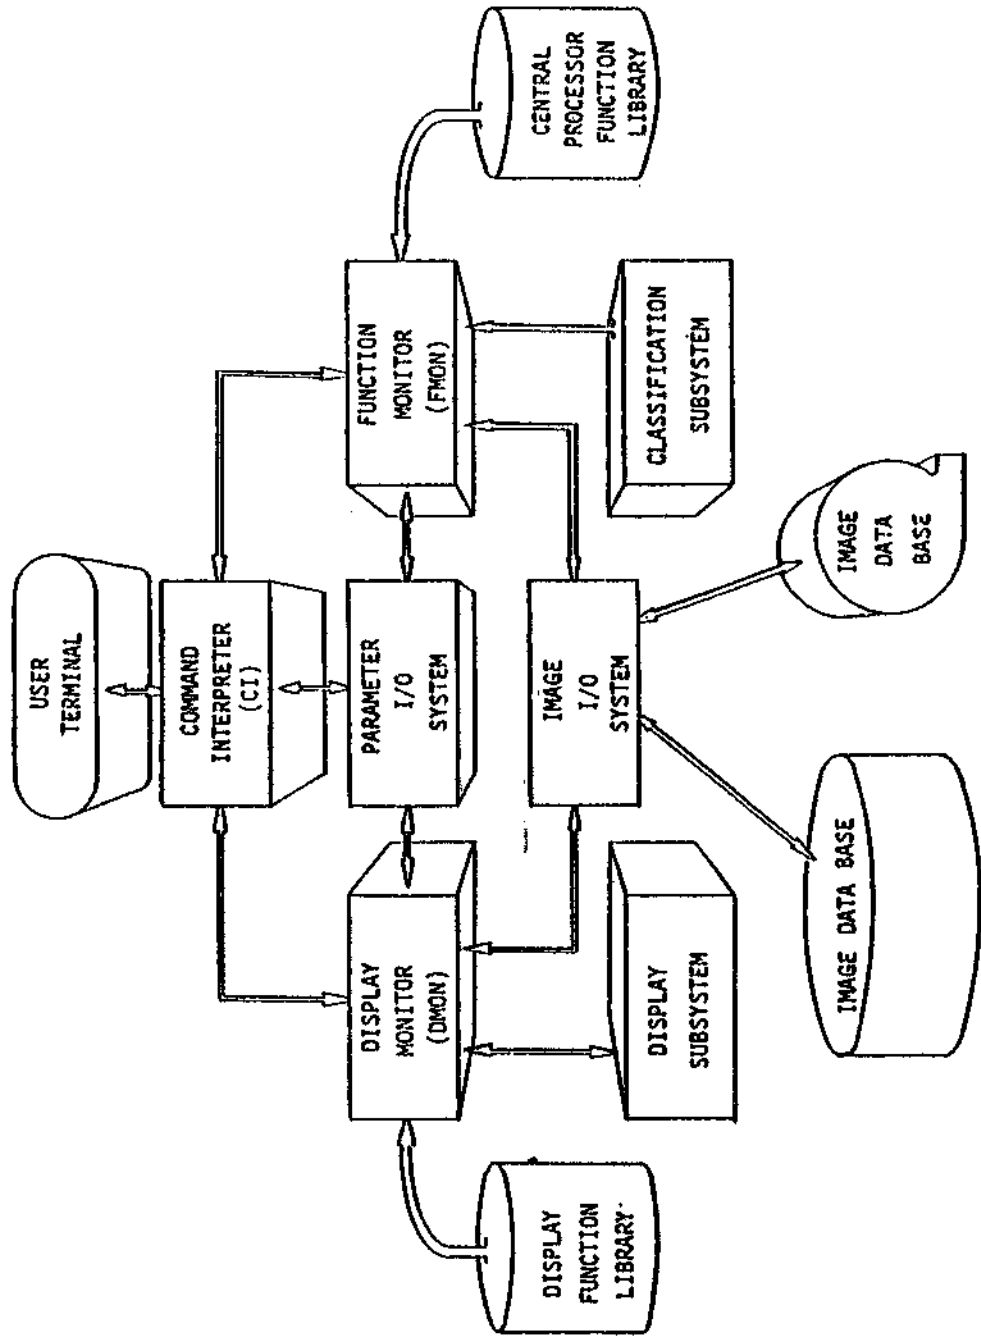 USER
TERMINAL
COMMAND
INTERPRETER
(CI)
DISPLAY
MONITOR
(DMON)
PARAMETER
I/O
SYSTEM
FUNCTION
MONITOR
(FMON)
DISPLAY
FUNCTION
LIBRARY
DISPLAY
SUBSYSTEM
IMAGE
I/O
SYSTEM
CLASSIFICATION
SUBSYSTEM
CENTRAL
PROCESSOR
FUNCTION
LIBRARY
IMAGE DATA BASE
IMAGE
DATA
BASE